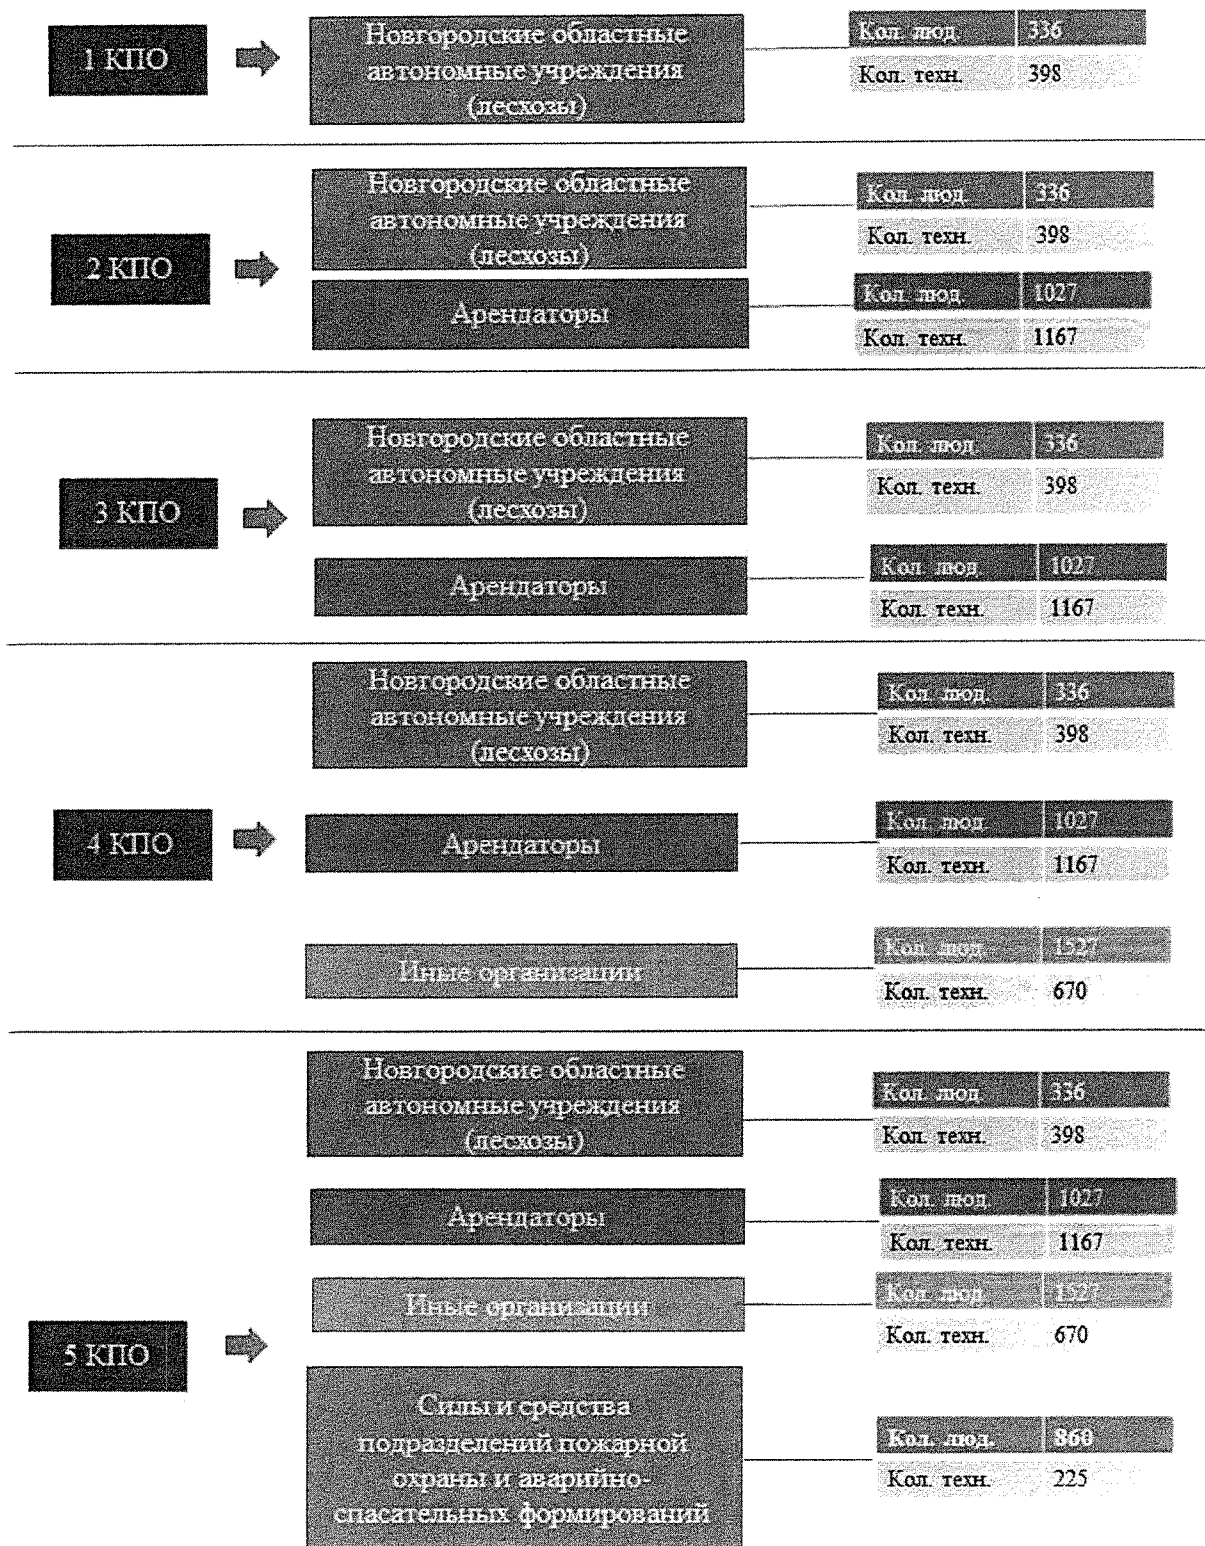 1 КПО
Новгородские областные
автономные учреждения
(лесхозы)
Кол. люд. 336
Кол. техн. 398
2 КПО
Новгородские областные
автономные учреждения
(лесхозы)
Кол. люд. 336
Кол. техн. 398
Арендаторы
Кол. люд. 1027
Кол. техн. 1167
3 КПО
Новгородские областные
автономные учреждения
(лесхозы)
Кол. люд. 336
Кол. техн. 398
Арендаторы
Кол. люд. 1027
Кол. техн. 1167
4 КПО
Новгородские областные
автономные учреждения
(лесхозы)
Кол. люд. 336
Кол. техн. 398
Арендаторы
Кол. люд. 1027
Кол. техн. 1167
Иные организации
Кол. люд. 1527
Кол. техн. 670
5 КПО
Новгородские областные
автономные учреждения
(лесхозы)
Кол. люд. 336
Кол. техн. 398
Арендаторы
Кол. люд. 1027
Кол. техн. 1167
Иные организации
Кол. люд. 1527
Кол. техн. 670
Силы и средства
подразделений пожарной
охраны и аварийно-
спасательных формирований
Кол. люд. 860
Кол. техн. 225